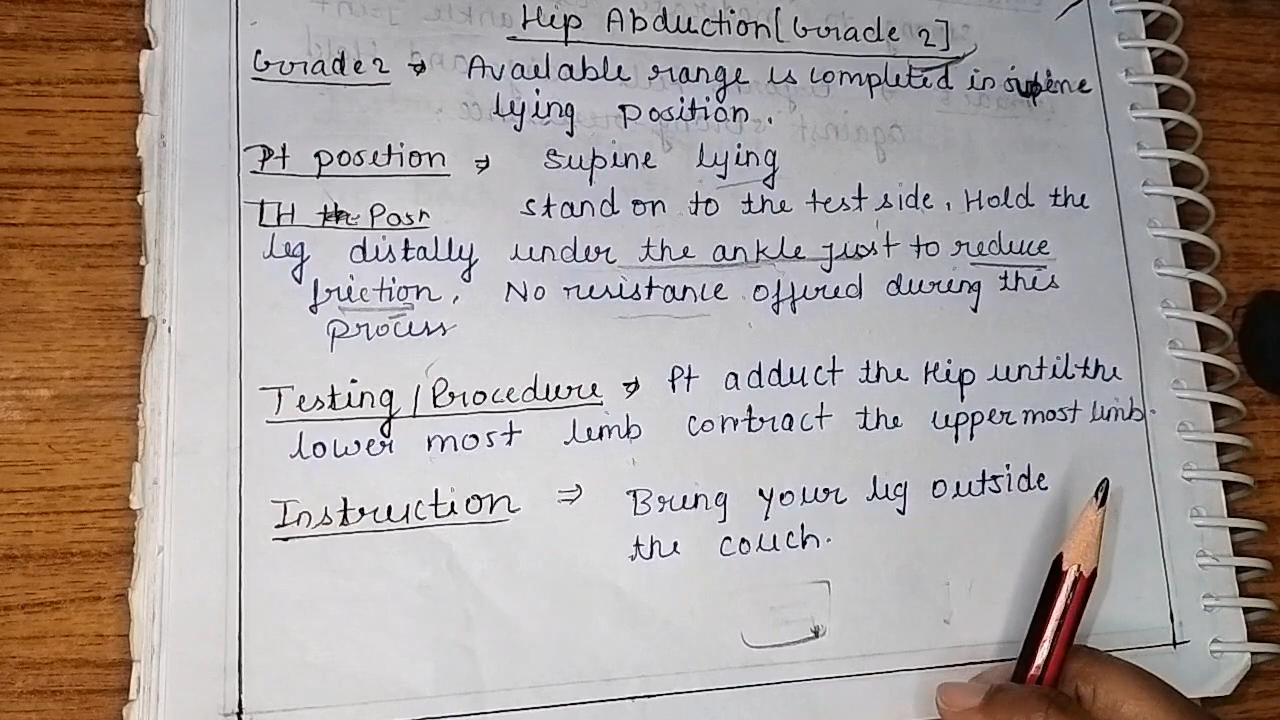 Hip Abduction [Grade 2]
Grade 2 → Available range is completed in supine
lying position.
Pt position ⇒ supine lying
TH Posn stand on to the test side. Hold the
leg distally under the ankle just to reduce
friction. No resistance offered during this
process
Testing / Procedure ⇒ Pt adduct the Hip until the
lower most limb contract the uppermost limb.
Instruction ⇒ Bring your leg outside
the couch.